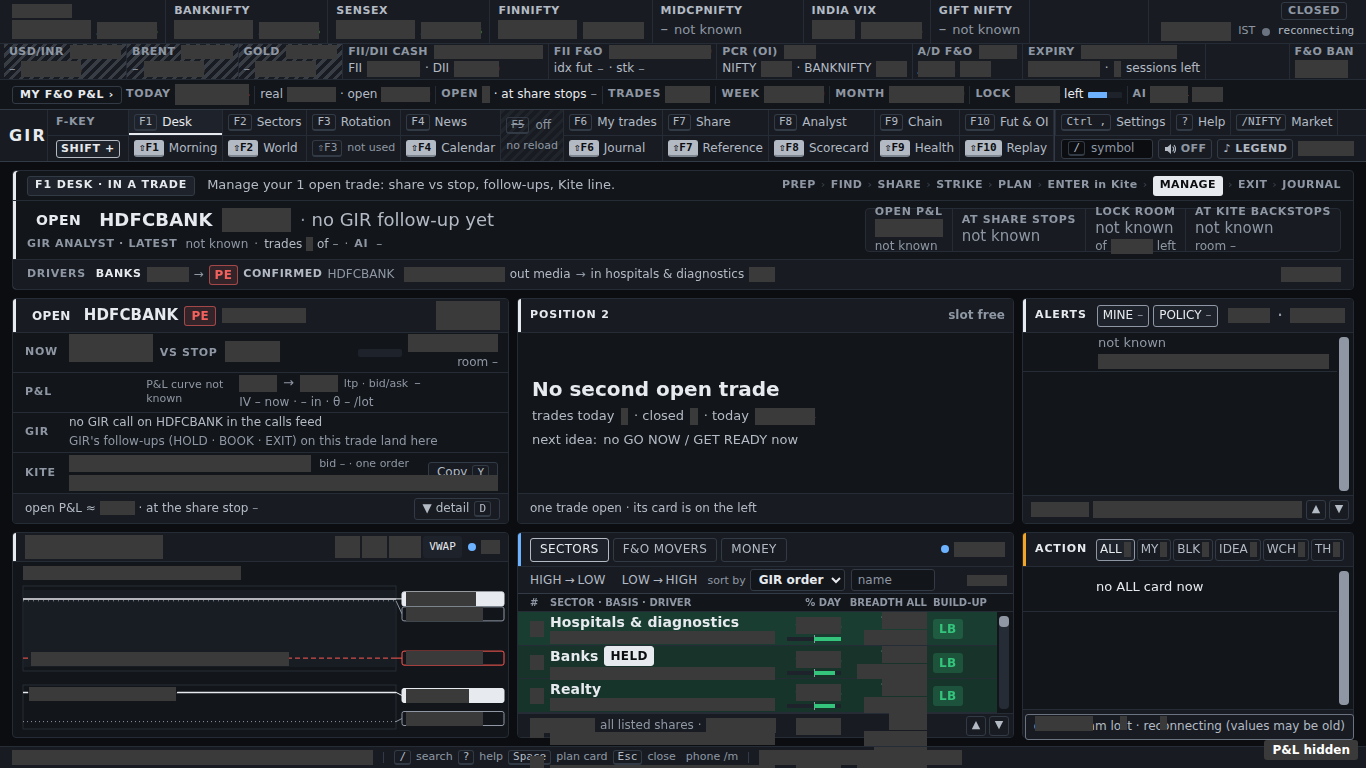 BANKNIFTY SENSEX FINNIFTY MIDCPNIFTY INDIA VIX GIFT NIFTY CLOSED
– not known – not known IST reconnecting
USD/INR BRENT GOLD FII/DII CASH FII F&O PCR (OI) A/D F&O EXPIRY F&O BAN
– – – FII · DII idx fut – · stk – NIFTY · BANKNIFTY · sessions left
MY F&O P&L › TODAY real · open OPEN · at share stops – TRADES WEEK MONTH LOCK left AI
GIR F-KEY F1 Desk F2 Sectors F3 Rotation F4 News F5 off F6 My trades F7 Share F8 Analyst F9 Chain F10 Fut & OI Ctrl , Settings ? Help /NIFTY Market
SHIFT + ⇧F1 Morning ⇧F2 World ⇧F3 not used ⇧F4 Calendar no reload ⇧F6 Journal ⇧F7 Reference ⇧F8 Scorecard ⇧F9 Health ⇧F10 Replay / symbol OFF ♪ LEGEND
F1 DESK · IN A TRADE Manage your 1 open trade: share vs stop, follow-ups, Kite line. PREP › FIND › SHARE › STRIKE › PLAN › ENTER in Kite › MANAGE › EXIT › JOURNAL
OPEN HDFCBANK · no GIR follow-up yet
GIR ANALYST · LATEST not known · trades of – · AI –
OPEN P&L AT SHARE STOPS LOCK ROOM AT KITE BACKSTOPS
not known not known not known
not known of left room –
DRIVERS BANKS → PE CONFIRMED HDFCBANK out media → in hospitals & diagnostics
OPEN HDFCBANK PE
NOW VS STOP
room –
P&L P&L curve not known → ltp · bid/ask –
IV – now · – in · θ – /lot
GIR no GIR call on HDFCBANK in the calls feed
GIR's follow-ups (HOLD · BOOK · EXIT) on this trade land here
KITE bid – · one order Copy Y
open P&L ≈ · at the share stop – ▼ detail D
POSITION 2 slot free
No second open trade
trades today · closed · today
next idea: no GO NOW / GET READY now
one trade open · its card is on the left
ALERTS MINE – POLICY – ·
not known
▲ ▼
VWAP
SECTORS F&O MOVERS MONEY
HIGH→LOW LOW→HIGH sort by GIR order name
# SECTOR · BASIS · DRIVER % DAY BREADTH ALL BUILD-UP
Hospitals & diagnostics LB
Banks HELD LB
Realty LB
all listed shares · ▲ ▼
ACTION ALL MY BLK IDEA WCH TH
no ALL card now
lost · reconnecting (values may be old)
/ search ? help Space plan card Esc close phone /m
P&L hidden